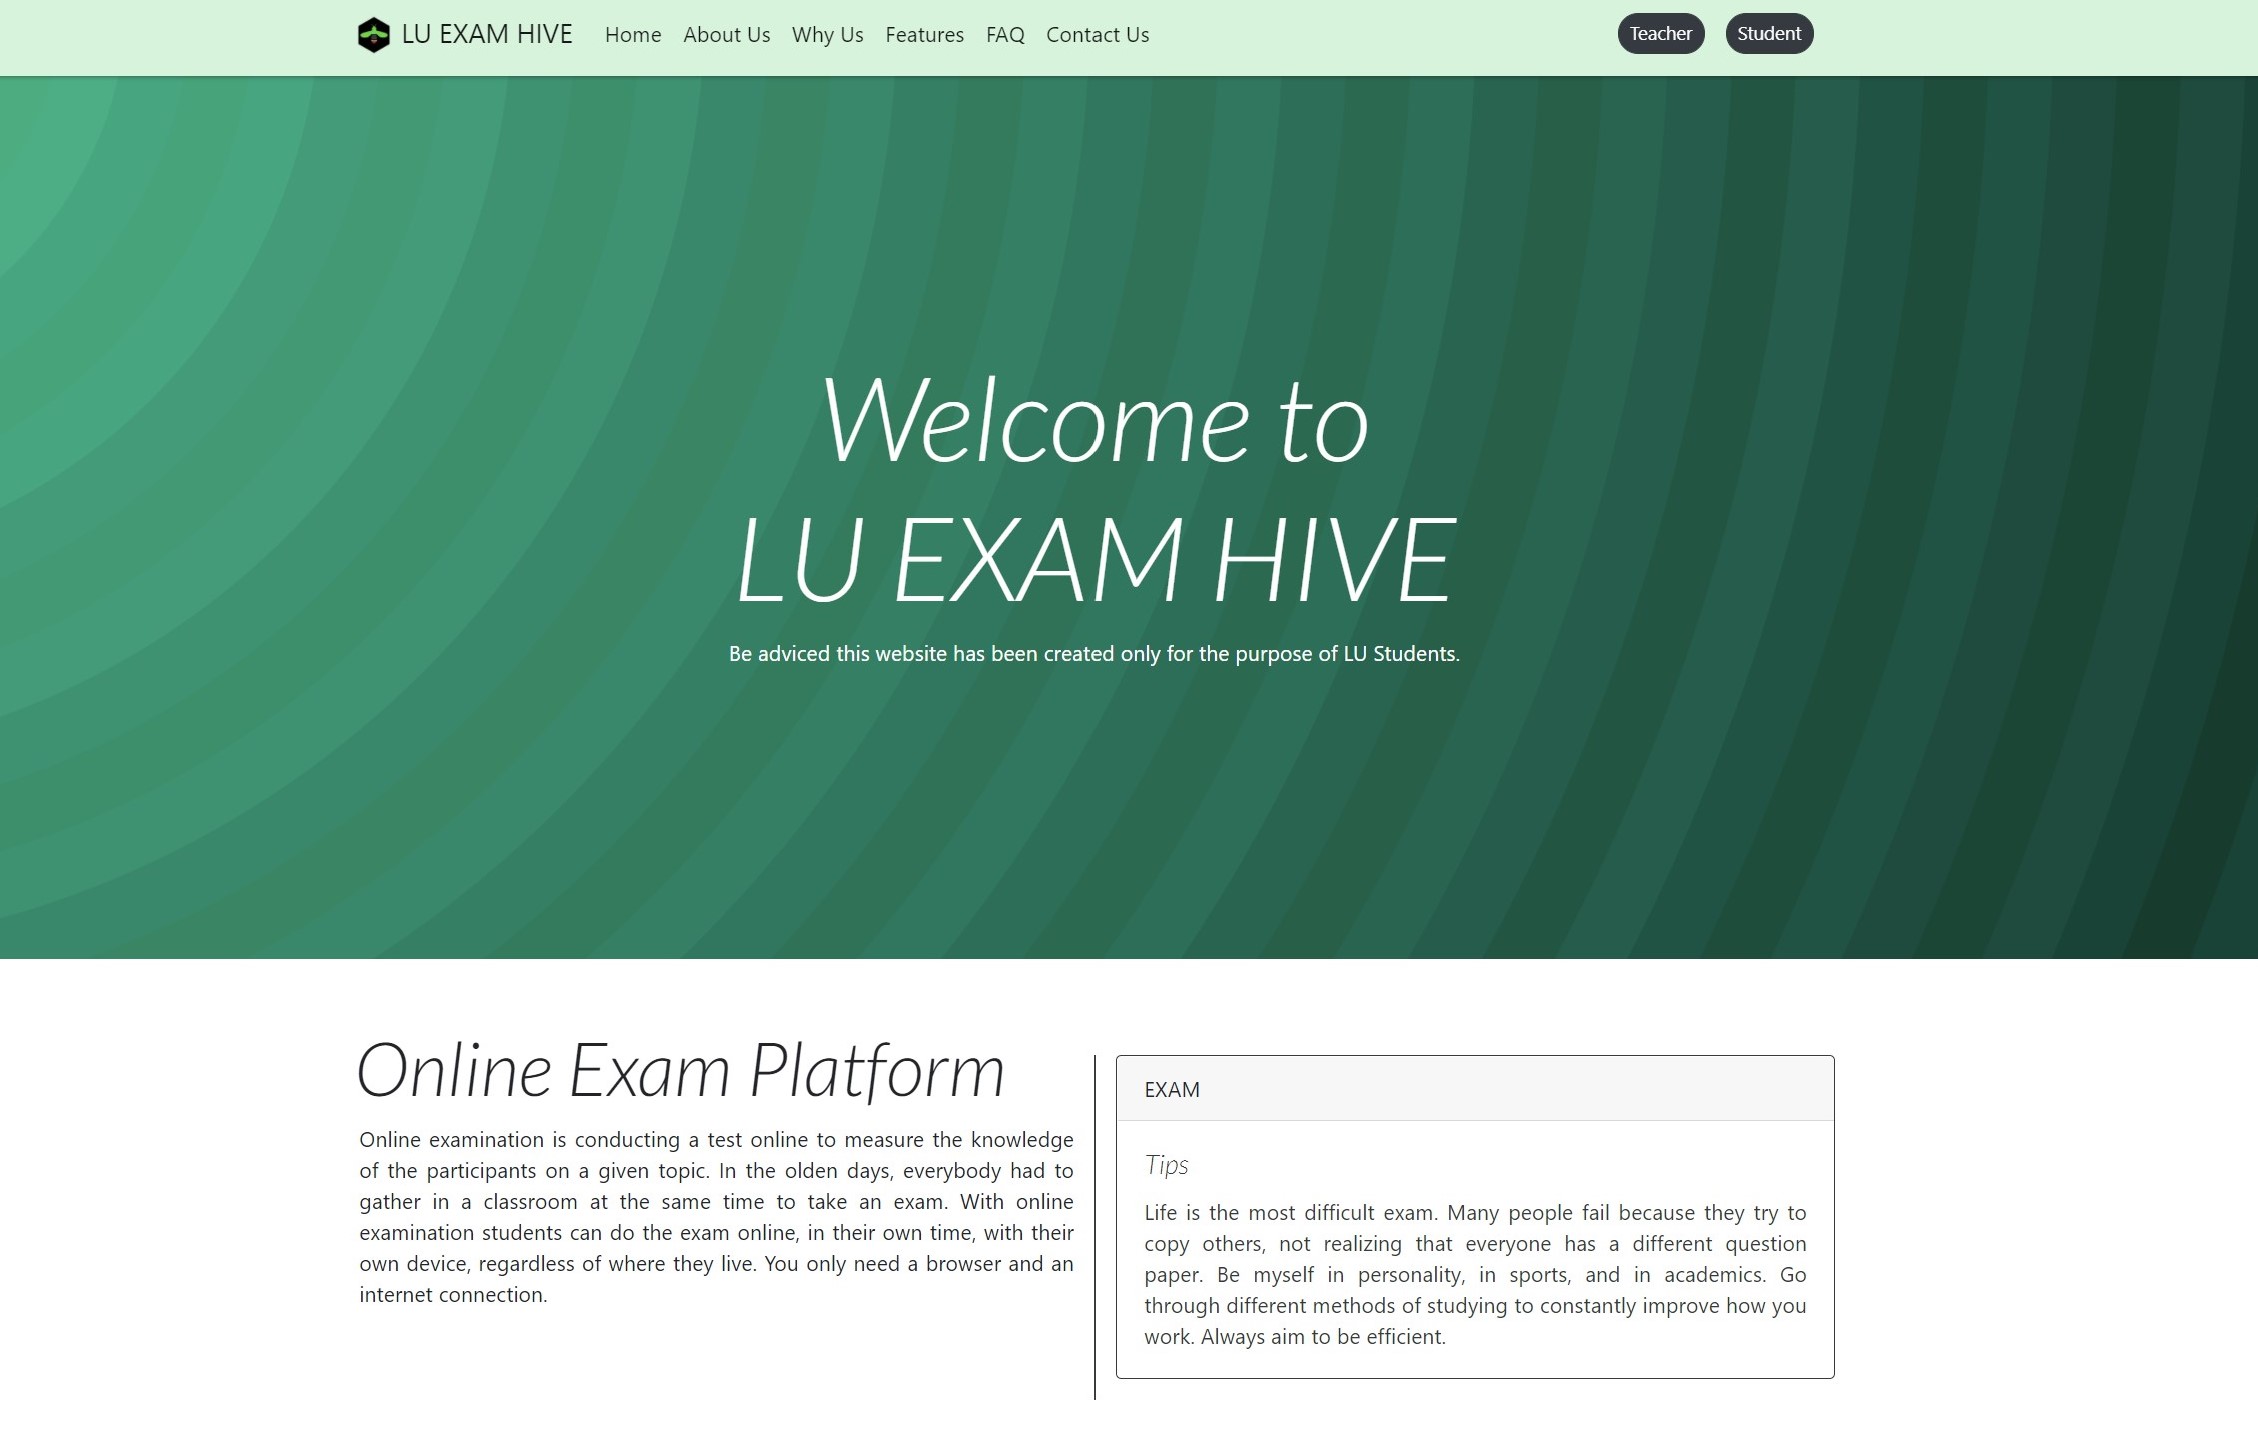 LU EXAM HIVE Home About Us Why Us Features FAQ Contact Us Teacher Student
Welcome to
LU EXAM HIVE
Be adviced this website has been created only for the purpose of LU Students.
Online Exam Platform
Online examination is conducting a test online to measure the knowledge
of the participants on a given topic. In the olden days, everybody had to
gather in a classroom at the same time to take an exam. With online
examination students can do the exam online, in their own time, with their
own device, regardless of where they live. You only need a browser and an
internet connection.
EXAM
Tips
Life is the most difficult exam. Many people fail because they try to
copy others, not realizing that everyone has a different question
paper. Be myself in personality, in sports, and in academics. Go
through different methods of studying to constantly improve how you
work. Always aim to be efficient.